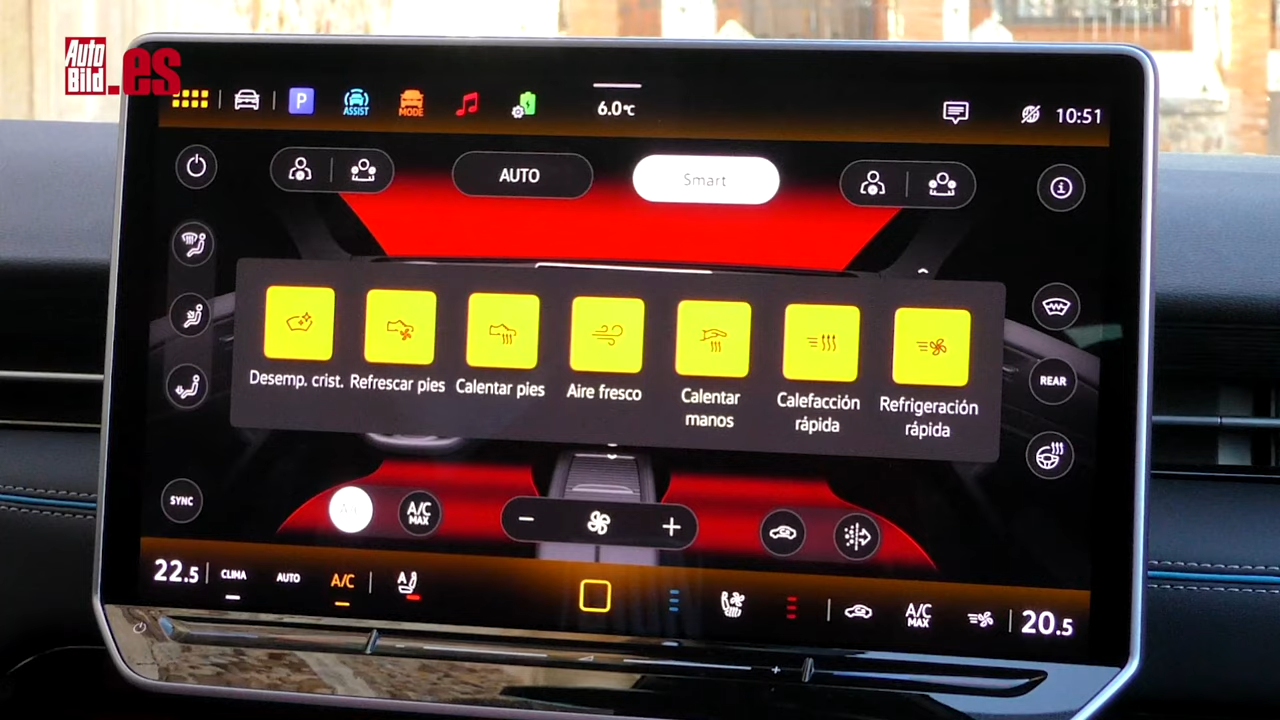 Auto
Bild
.es
P
ASSIST
MODE
6.0°C
10:51
AUTO
Smart
i
Desemp. crist.
Refrescar pies
Calentar pies
Aire fresco
Calentar
manos
Calefacción
rápida
Refrigeración
rápida
REAR
SYNC
A/C
A/C
MAX
22.5
CLIMA
AUTO
A/C
A
A/C
MAX
20.5